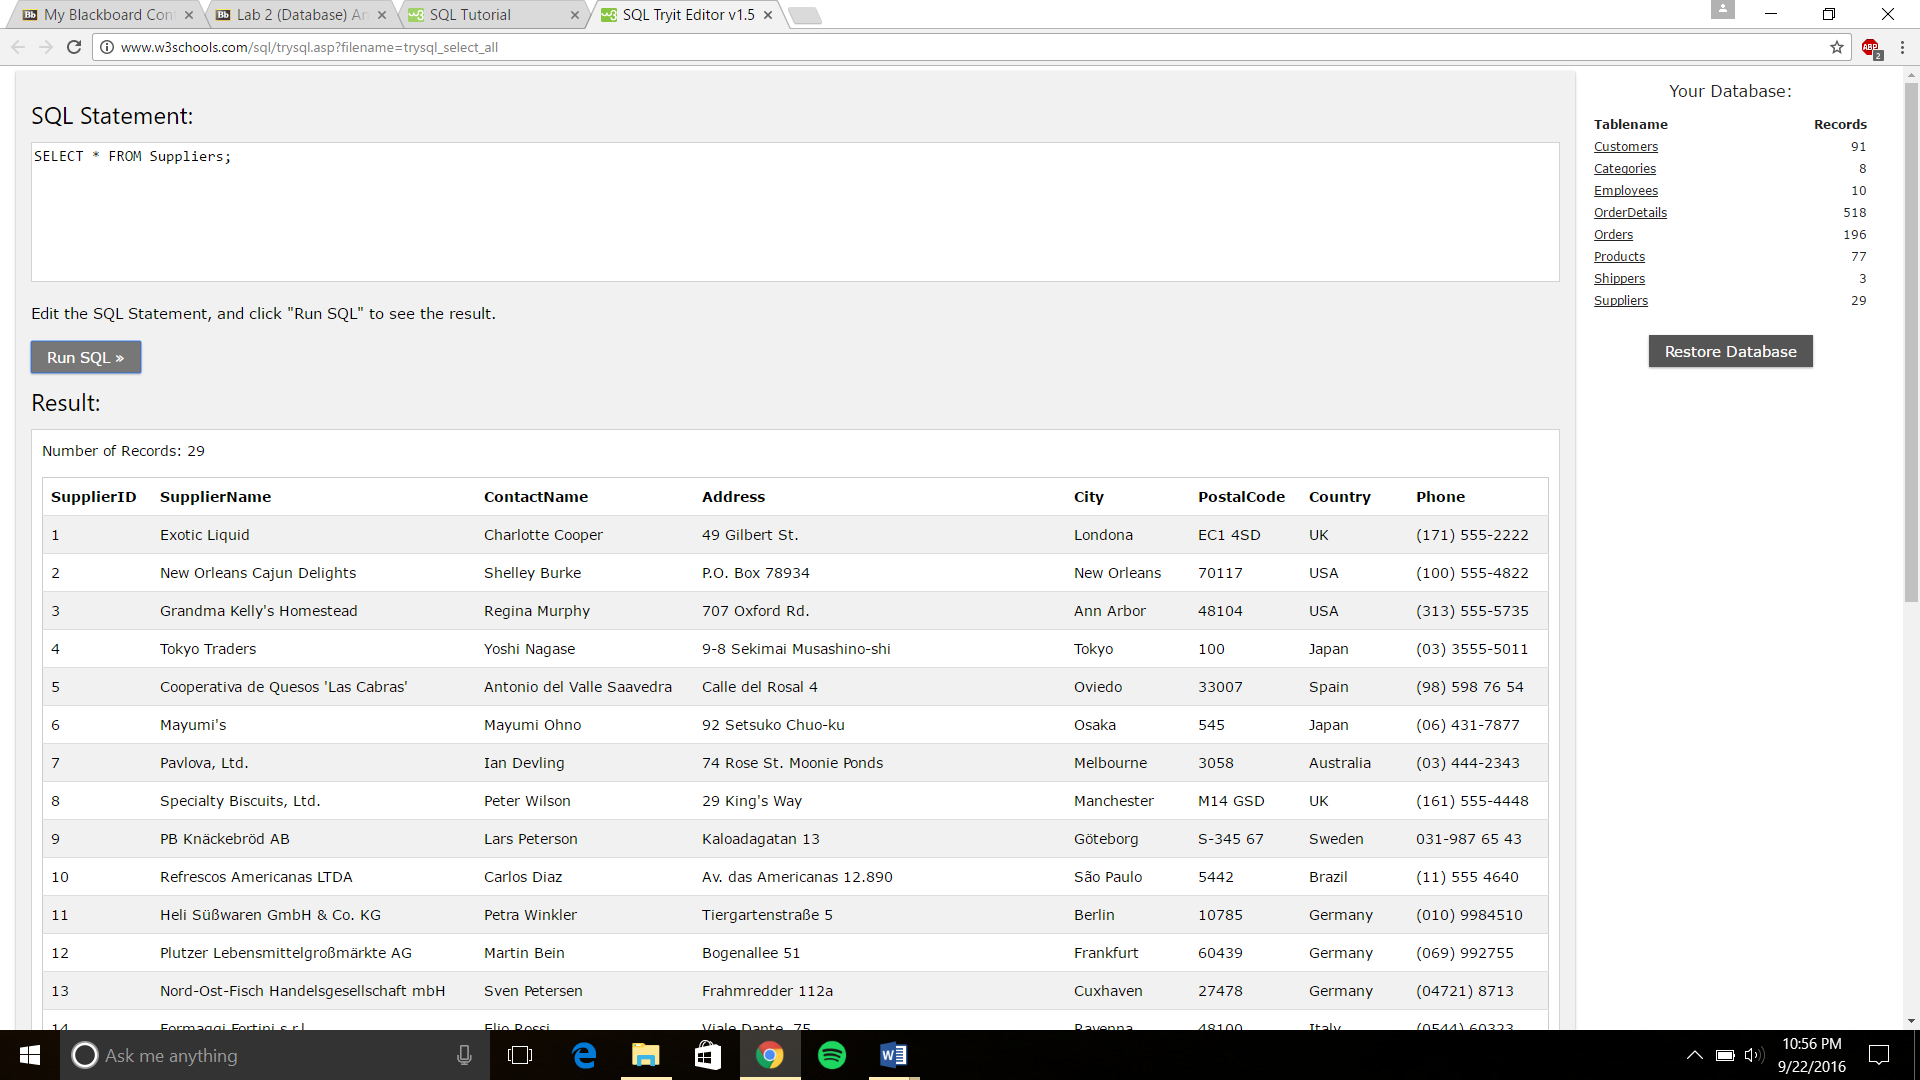 My Blackboard Con
Lab 2 (Database) An
SQL Tutorial
SQL Tryit Editor v1.5
www.w3schools.com/sql/trysql.asp?filename=trysql_select_all
ABP
2
SQL Statement:
SELECT * FROM Suppliers;
Edit the SQL Statement, and click "Run SQL" to see the result.
Run SQL »
Result:
Number of Records: 29
SupplierID SupplierName ContactName Address City PostalCode Country Phone
1 Exotic Liquid Charlotte Cooper 49 Gilbert St. Londona EC1 4SD UK (171) 555-2222
2 New Orleans Cajun Delights Shelley Burke P.O. Box 78934 New Orleans 70117 USA (100) 555-4822
3 Grandma Kelly's Homestead Regina Murphy 707 Oxford Rd. Ann Arbor 48104 USA (313) 555-5735
4 Tokyo Traders Yoshi Nagase 9-8 Sekimai Musashino-shi Tokyo 100 Japan (03) 3555-5011
5 Cooperativa de Quesos 'Las Cabras' Antonio del Valle Saavedra Calle del Rosal 4 Oviedo 33007 Spain (98) 598 76 54
6 Mayumi's Mayumi Ohno 92 Setsuko Chuo-ku Osaka 545 Japan (06) 431-7877
7 Pavlova, Ltd. Ian Devling 74 Rose St. Moonie Ponds Melbourne 3058 Australia (03) 444-2343
8 Specialty Biscuits, Ltd. Peter Wilson 29 King's Way Manchester M14 GSD UK (161) 555-4448
9 PB Knäckebröd AB Lars Peterson Kaloadagatan 13 Göteborg S-345 67 Sweden 031-987 65 43
10 Refrescos Americanas LTDA Carlos Diaz Av. das Americanas 12.890 São Paulo 5442 Brazil (11) 555 4640
11 Heli Süßwaren GmbH & Co. KG Petra Winkler Tiergartenstraße 5 Berlin 10785 Germany (010) 9984510
12 Plutzer Lebensmittelgroßmärkte AG Martin Bein Bogenallee 51 Frankfurt 60439 Germany (069) 992755
13 Nord-Ost-Fisch Handelsgesellschaft mbH Sven Petersen Frahmredder 112a Cuxhaven 27478 Germany (04721) 8713
14 Formaggi Fortini s.r.l. Elio Rossi Viale Dante, 75 Ravenna 48100 Italy (0544) 60323
Your Database:
Tablename Records
Customers 91
Categories 8
Employees 10
OrderDetails 518
Orders 196
Products 77
Shippers 3
Suppliers 29
Restore Database
Ask me anything
10:56 PM
9/22/2016